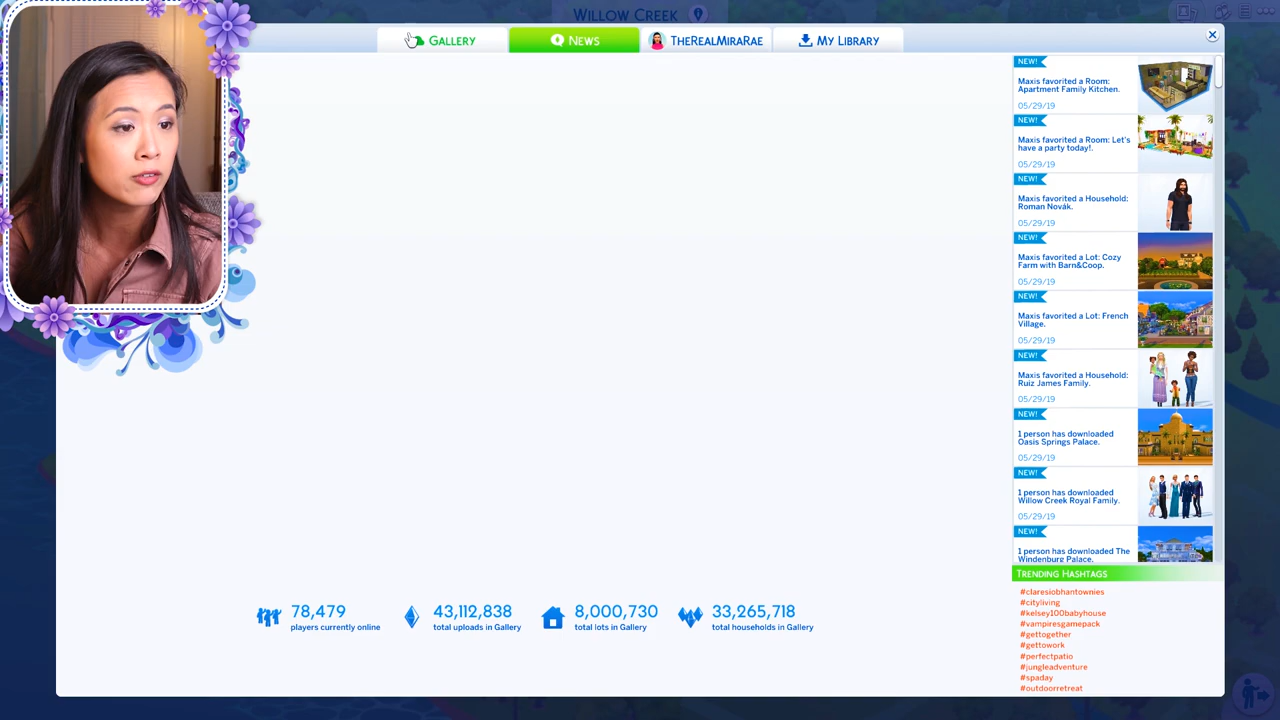 WILLOW CREEK
GALLERY
NEWS
THEREALMIRARAE
MY LIBRARY
NEW!
Maxis favorited a Room:
Apartment Family Kitchen.
05/29/19
NEW!
Maxis favorited a Room: Let's
have a party today!.
05/29/19
NEW!
Maxis favorited a Household:
Roman Novák.
05/29/19
NEW!
Maxis favorited a Lot: Cozy
Farm with Barn&Coop.
05/29/19
NEW!
Maxis favorited a Lot: French
Village.
05/29/19
NEW!
Maxis favorited a Household:
Ruiz James Family.
05/29/19
NEW!
1 person has downloaded
Oasis Springs Palace.
05/29/19
NEW!
1 person has downloaded
Willow Creek Royal Family.
05/29/19
NEW!
1 person has downloaded The
Windenburg Palace.
78,479
players currently online
43,112,838
total uploads in Gallery
8,000,730
total lots in Gallery
33,265,718
total households in Gallery
TRENDING HASHTAGS
#claresiobhantownies
#cityliving
#kelsey100babyhouse
#vampiresgamepack
#gettogether
#gettowork
#perfectpatio
#jungleadventure
#spaday
#outdoorretreat